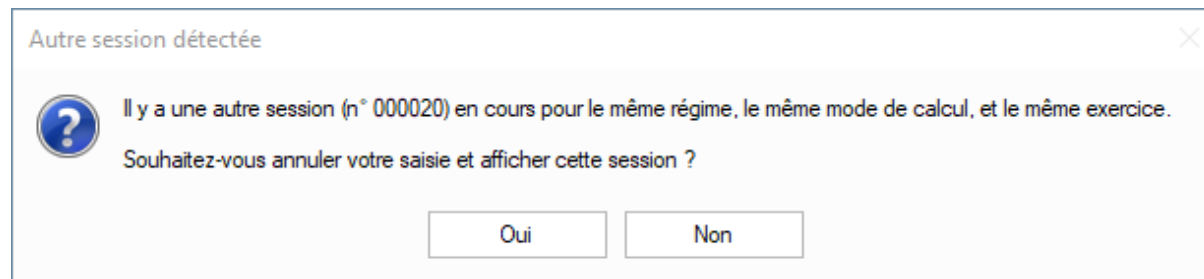 Autre session détectée
Il y a une autre session (n° 000020) en cours pour le même régime, le même mode de calcul, et le même exercice.
Souhaitez-vous annuler votre saisie et afficher cette session ?
Oui
Non